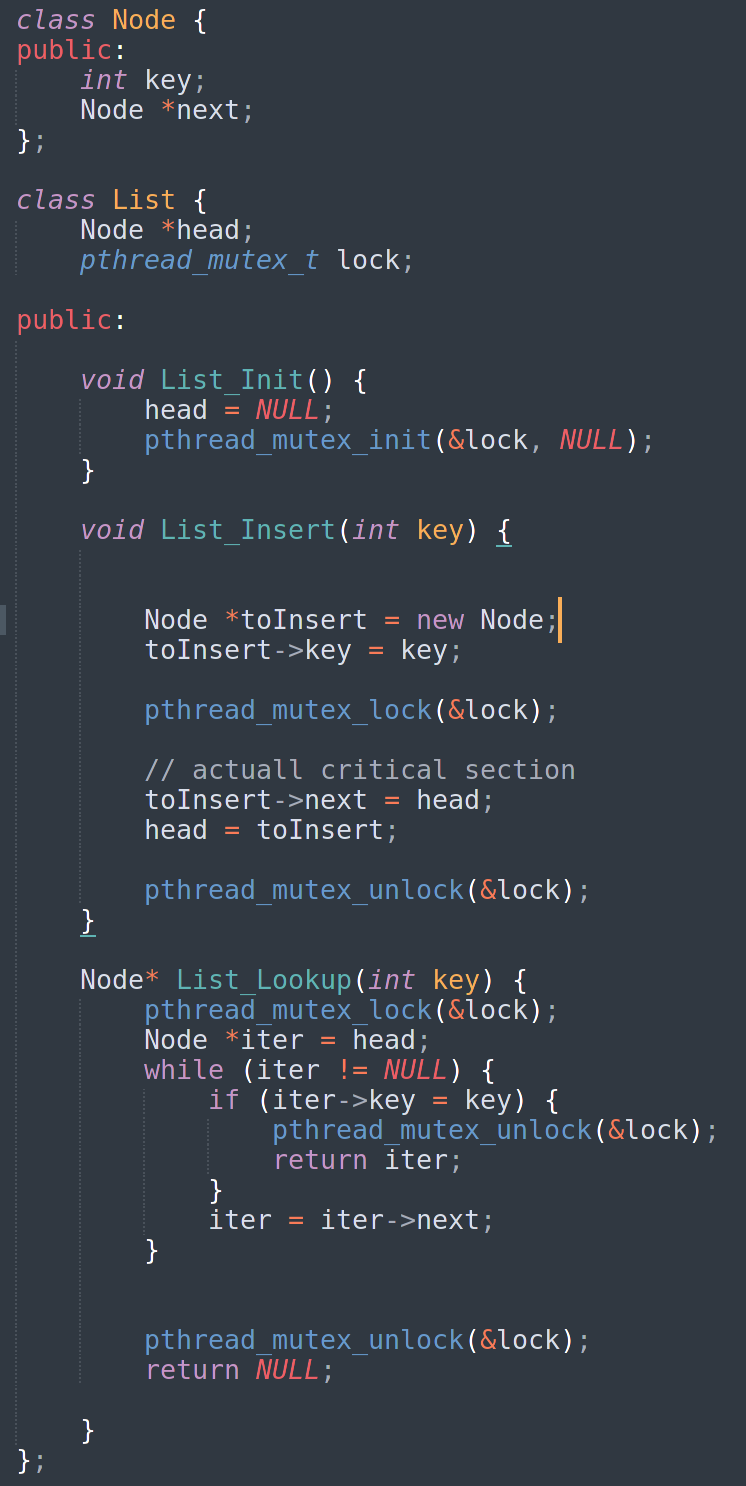 class Node {
public:
    int key;
    Node *next;
};

class List {
    Node *head;
    pthread_mutex_t lock;

public:

    void List_Init() {
        head = NULL;
        pthread_mutex_init(&lock, NULL);
    }

    void List_Insert(int key) {


        Node *toInsert = new Node;
        toInsert->key = key;

        pthread_mutex_lock(&lock);

        // actuall critical section
        toInsert->next = head;
        head = toInsert;

        pthread_mutex_unlock(&lock);
    }

    Node* List_Lookup(int key) {
        pthread_mutex_lock(&lock);
        Node *iter = head;
        while (iter != NULL) {
            if (iter->key = key) {
                pthread_mutex_unlock(&lock);
                return iter;
            }
            iter = iter->next;
        }


        pthread_mutex_unlock(&lock);
        return NULL;

    }
};